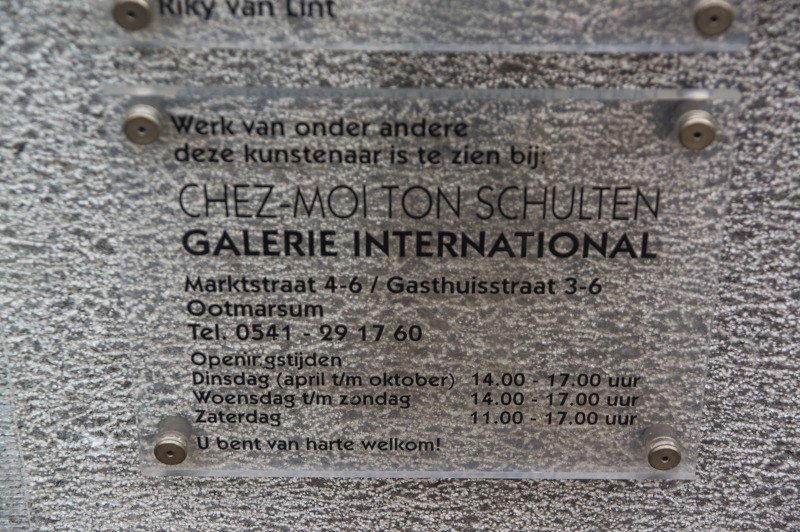 Riky van Lint
Werk van onder andere
deze kunstenaar is te zien bij:
CHEZ-MOI TON SCHULTEN
GALERIE INTERNATIONAL
Marktstraat 4-6 / Gasthuisstraat 3-6
Ootmarsum
Tel. 0541 - 29 17 60
Openingstijden
Dinsdag (april t/m oktober) 14.00 - 17.00 uur
Woensdag t/m zondag 14.00 - 17.00 uur
Zaterdag 11.00 - 17.00 uur
U bent van harte welkom!